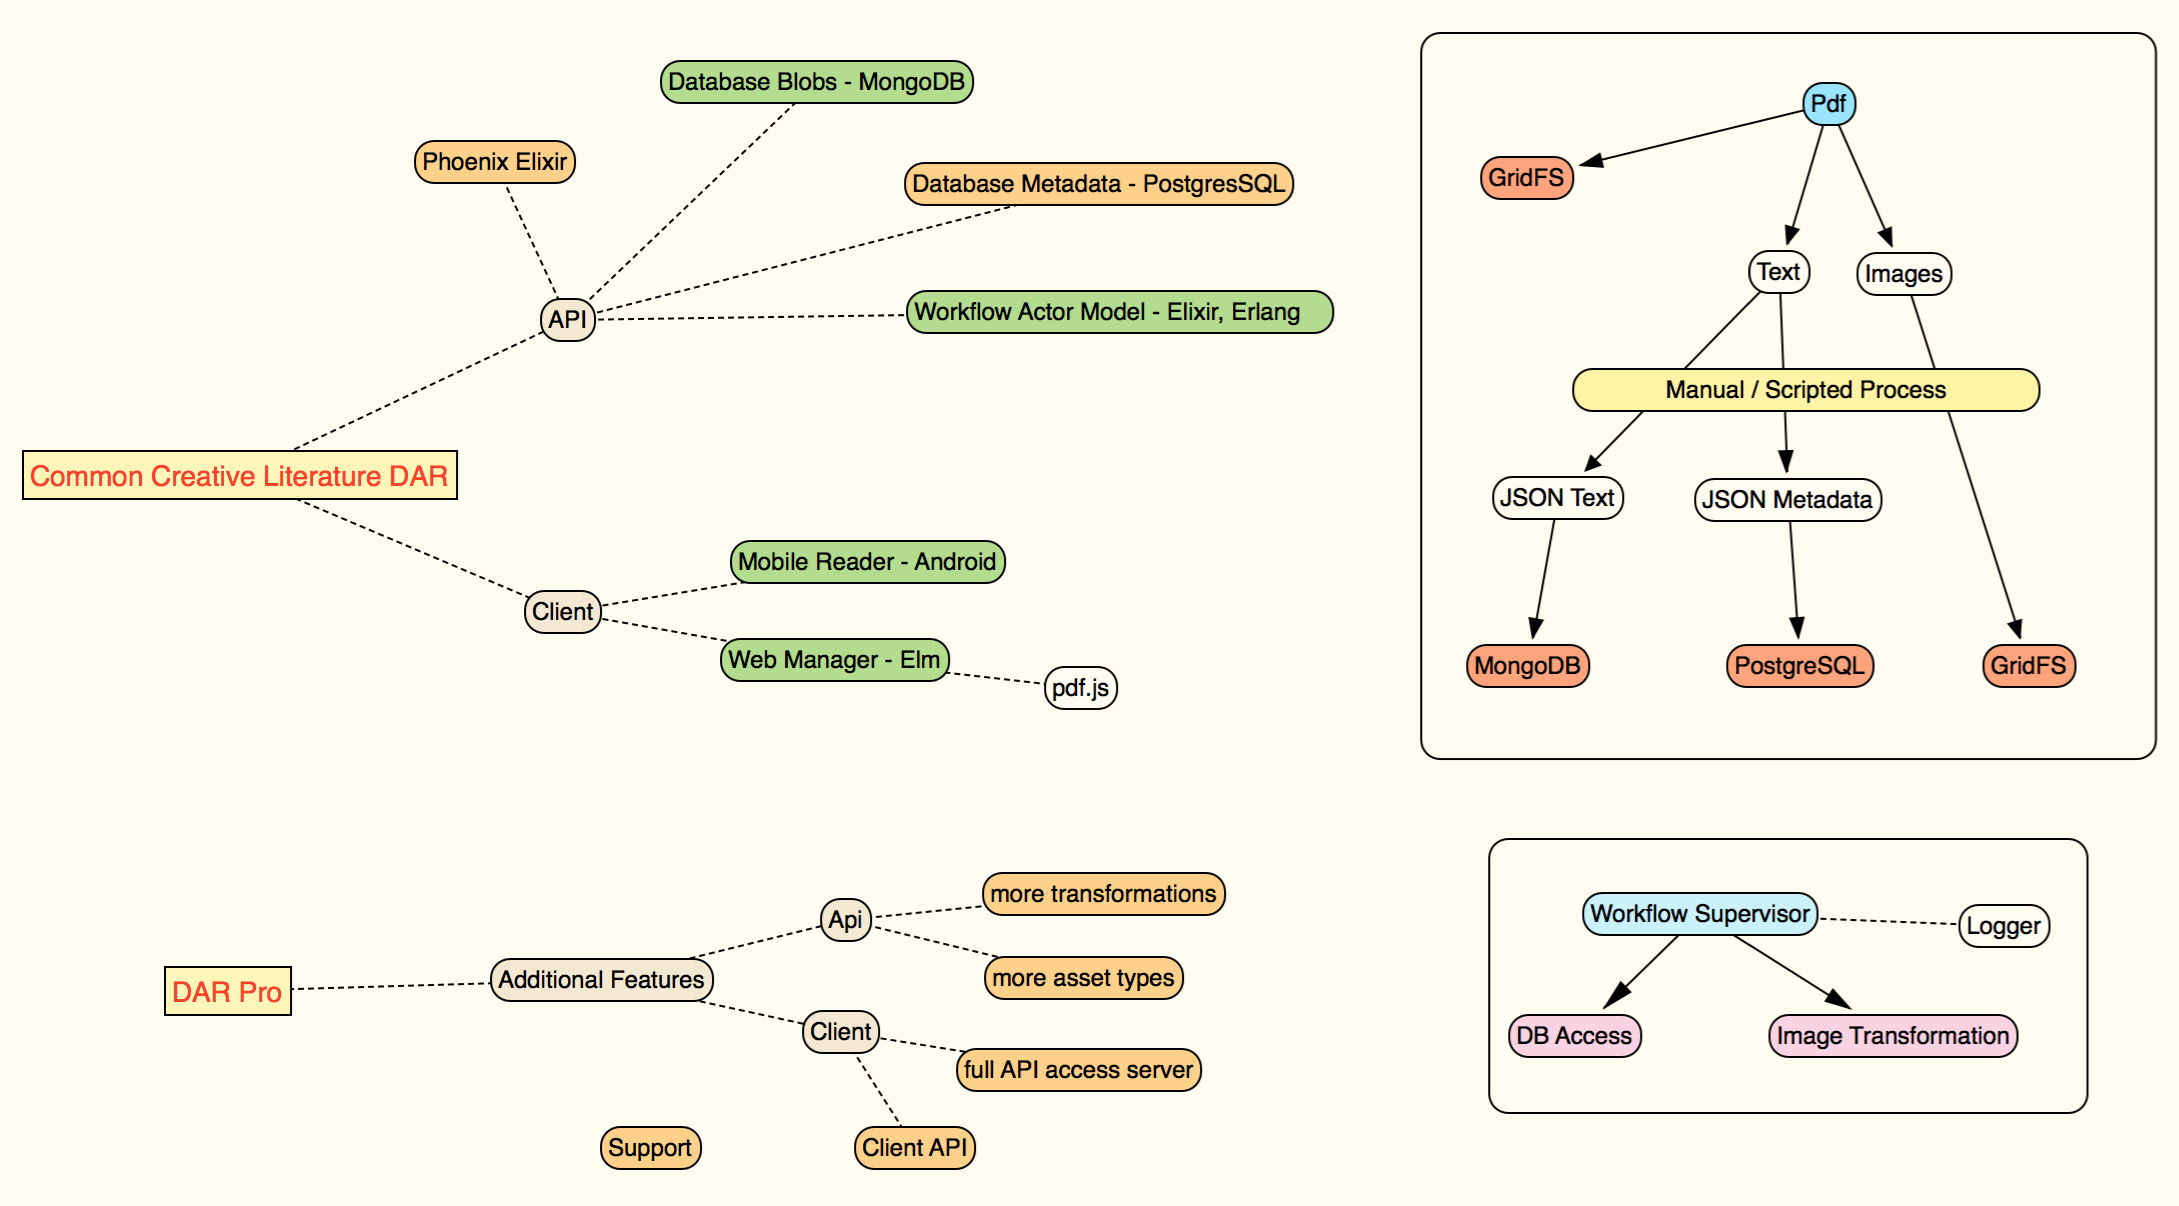 Database Blobs - MongoDB
Phoenix Elixir
Database Metadata - PostgresSQL
Workflow Actor Model - Elixir, Erlang
API
Common Creative Literature DAR
Mobile Reader - Android
Client
Web Manager - Elm
pdf.js
Pdf
GridFS
Text
Images
Manual / Scripted Process
JSON Text
JSON Metadata
MongoDB
PostgreSQL
GridFS
more transformations
Api
more asset types
Additional Features
DAR Pro
Client
full API access server
Support
Client API
Workflow Supervisor
Logger
DB Access
Image Transformation